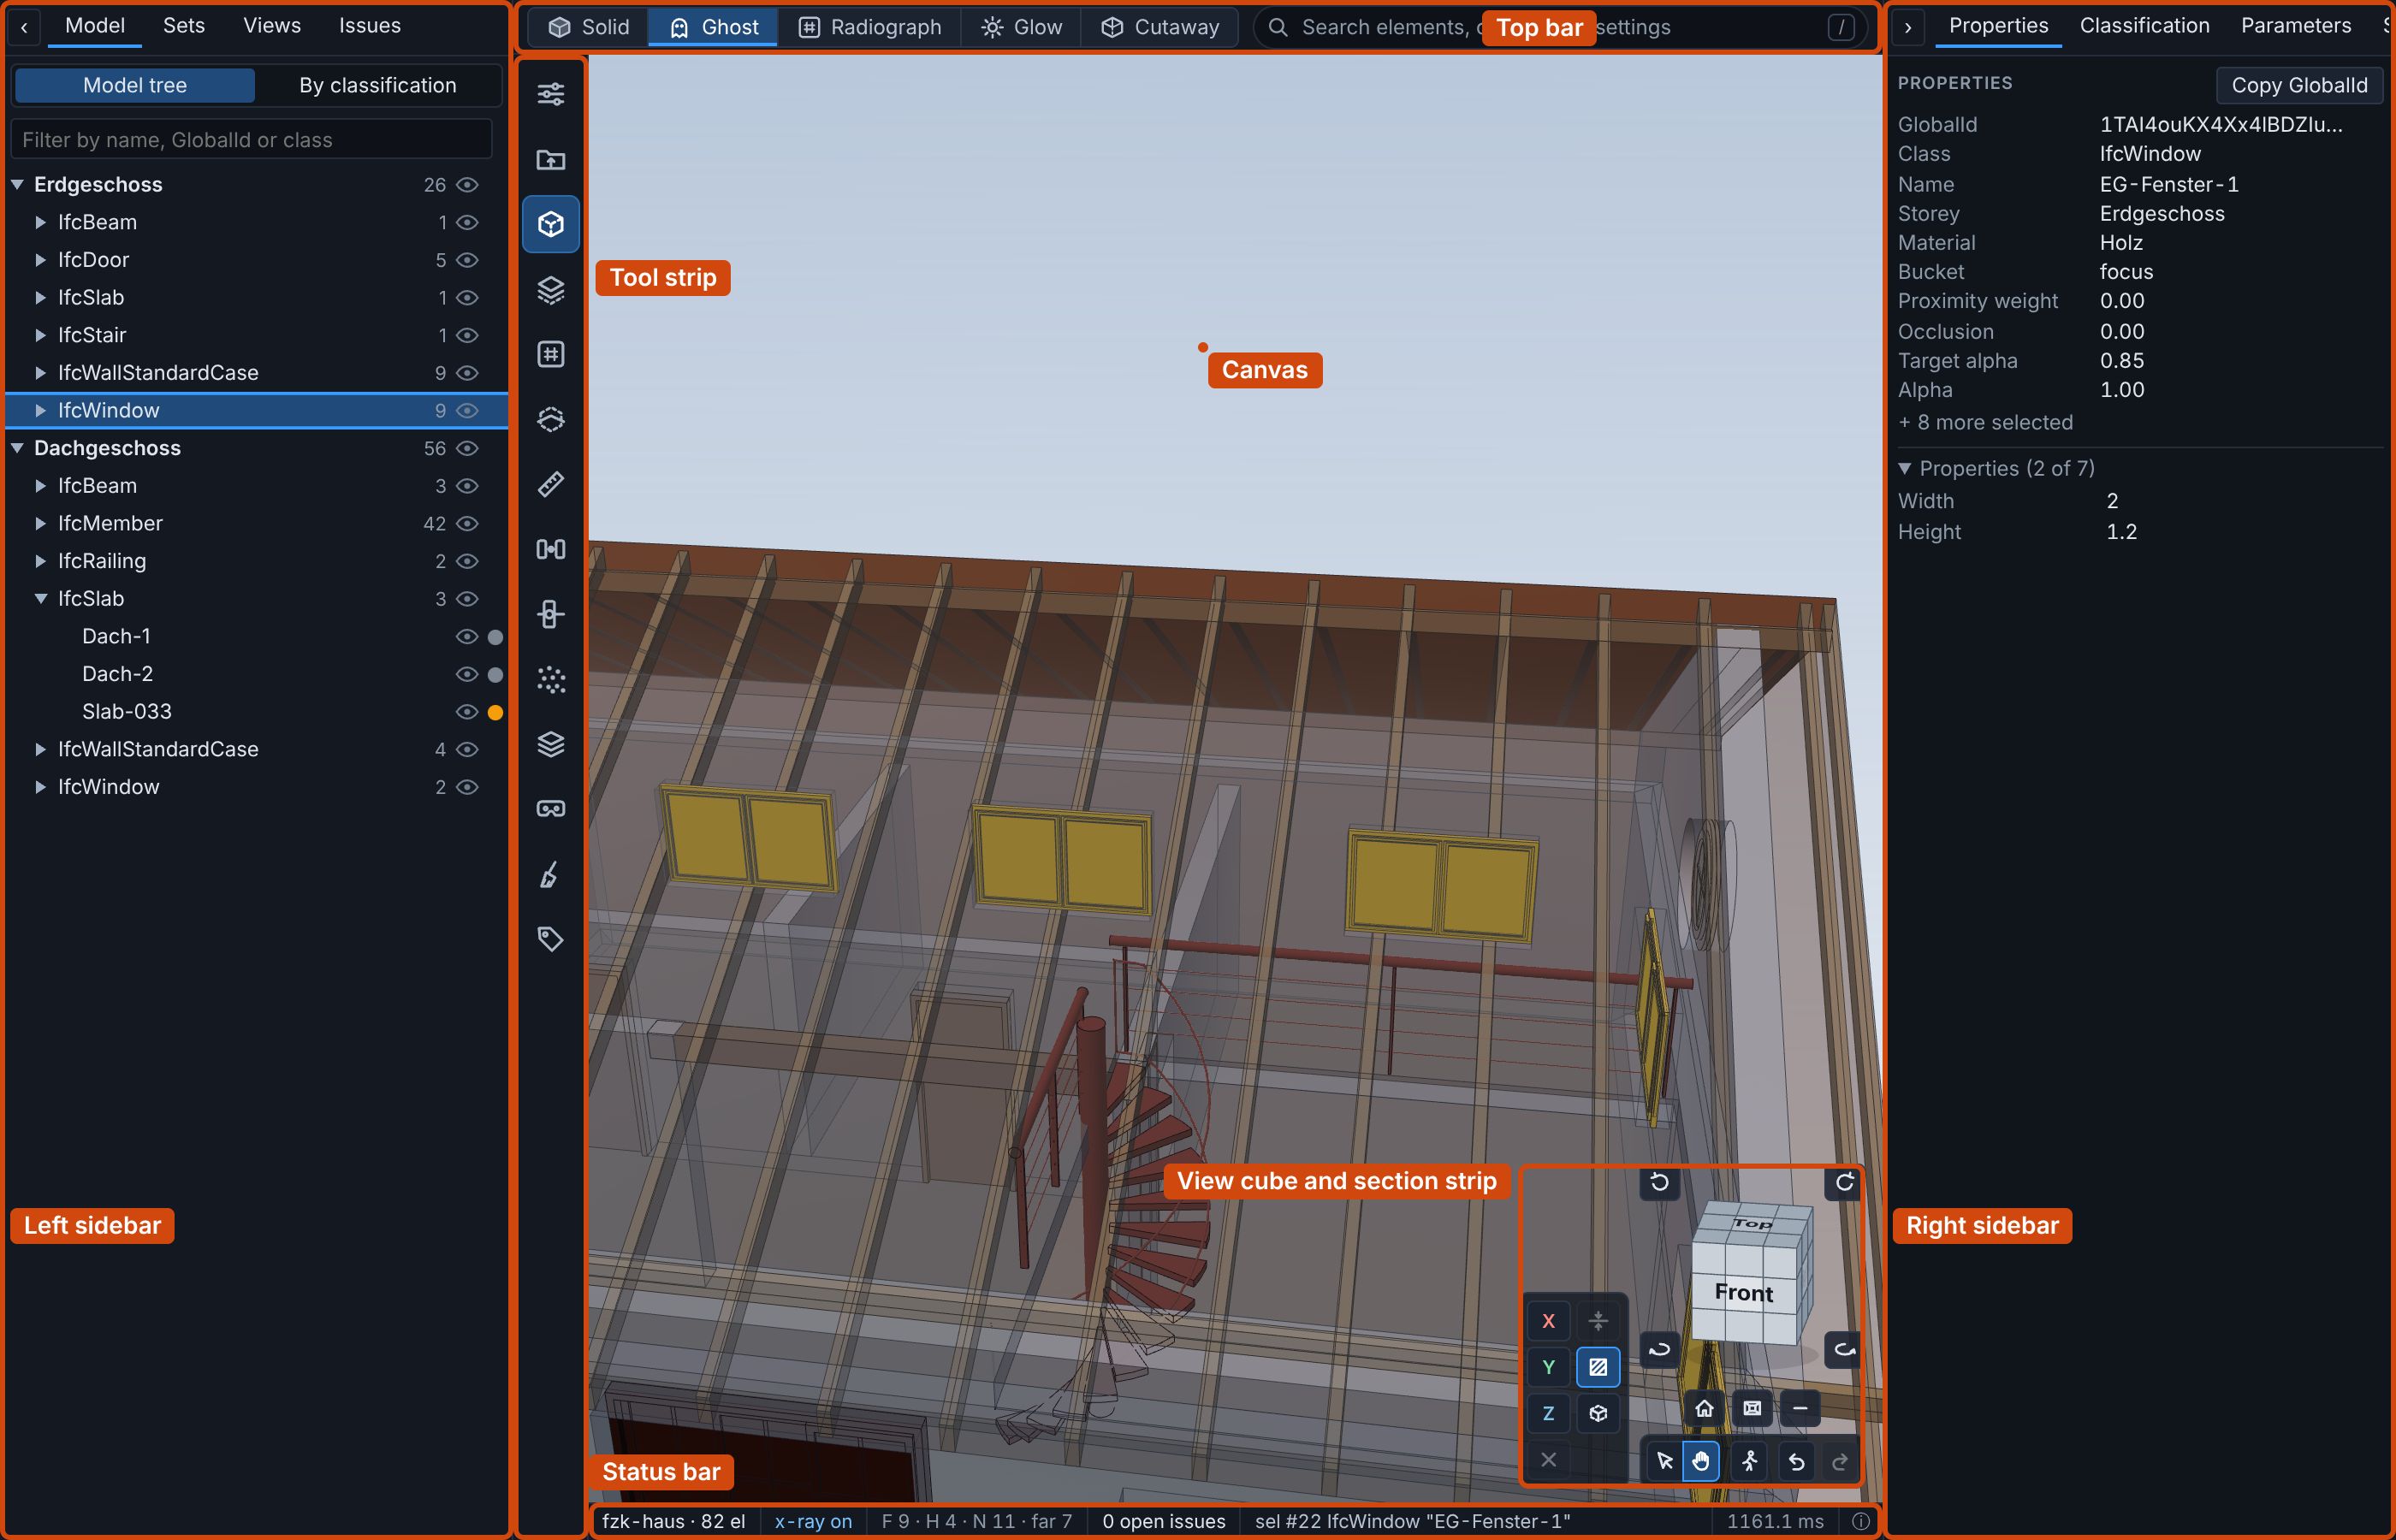 Model Sets Views Issues
Model tree By classification
Filter by name, GlobalId or class
Erdgeschoss 26
IfcBeam 1
IfcDoor 5
IfcSlab 1
IfcStair 1
IfcWallStandardCase 9
IfcWindow 9
Dachgeschoss 56
IfcBeam 3
IfcMember 42
IfcRailing 2
IfcSlab 3
Dach-1
Dach-2
Slab-033
IfcWallStandardCase 4
IfcWindow 2
Left sidebar
Solid Ghost Radiograph Glow Cutaway
Search elements, settings /
Top bar
Tool strip
Canvas
View cube and section strip
Top
Front
X
Y
Z
Status bar
fzk-haus · 82 el x-ray on F 9 · H 4 · N 11 · far 7 0 open issues sel #22 IfcWindow "EG-Fenster-1" 1161.1 ms
Properties Classification Parameters
PROPERTIES Copy GlobalId
GlobalId
Class IfcWindow
Name EG-Fenster-1
Storey Erdgeschoss
Material Holz
Bucket focus
Proximity weight 0.00
Occlusion 0.00
Target alpha 0.85
Alpha 1.00
+ 8 more selected
Properties (2 of 7)
Width 2
Height 1.2
Right sidebar